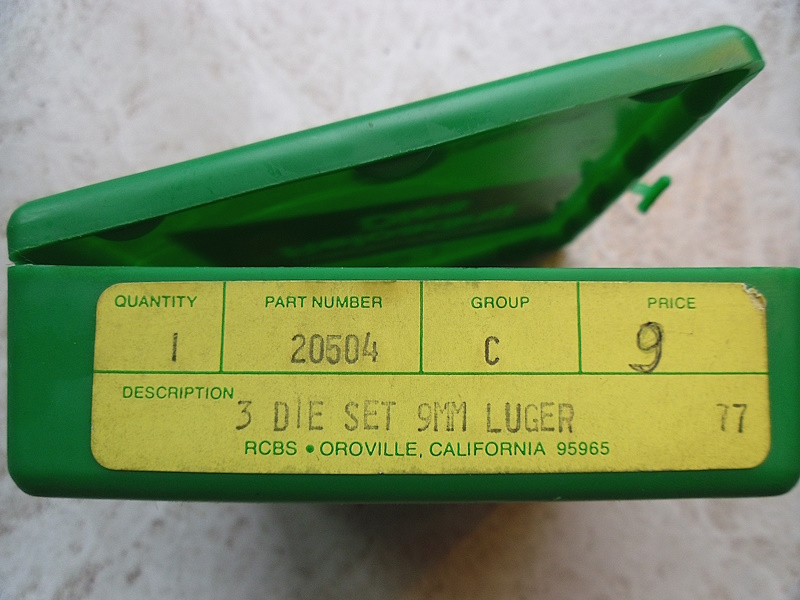 QUANTITY PART NUMBER GROUP PRICE
1 20504 C 9
DESCRIPTION
3 DIE SET 9MM LUGER 77
RCBS • OROVILLE, CALIFORNIA 95965